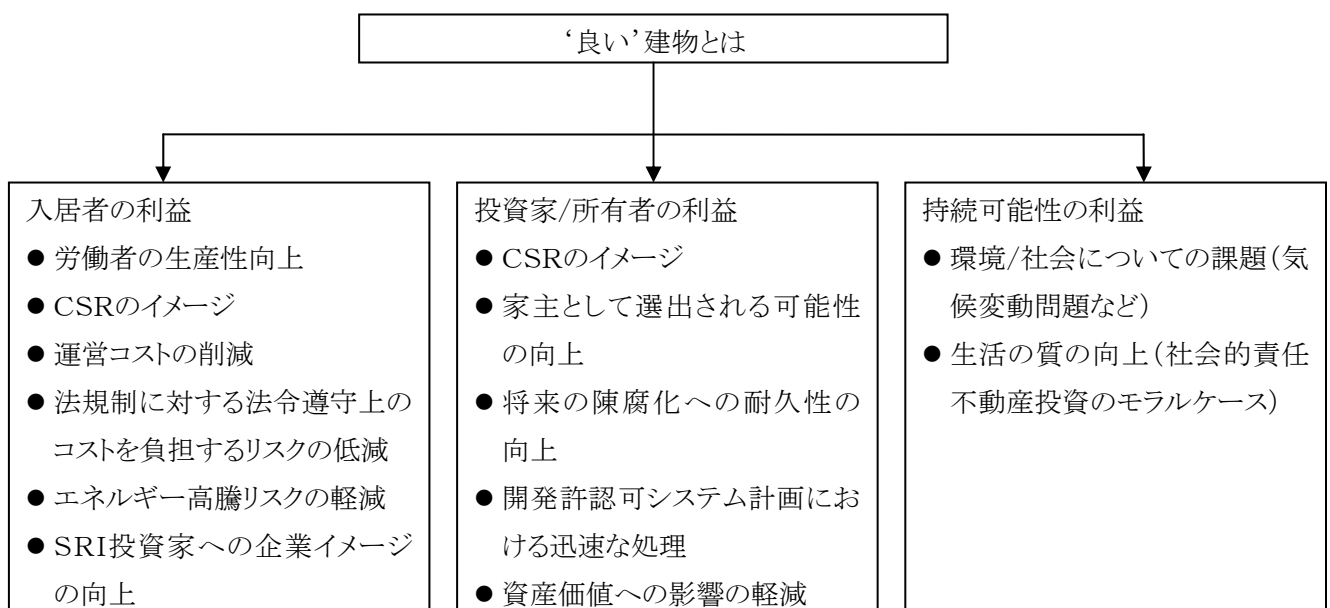 ‘良い’建物とは
入居者の利益
● 労働者の生産性向上
● CSRのイメージ
● 運営コストの削減
● 法規制に対する法令遵守上の
コストを負担するリスクの低減
● エネルギー高騰リスクの軽減
● SRI投資家への企業イメージ
の向上
投資家/所有者の利益
● CSRのイメージ
● 家主として選出される可能性
の向上
● 将来の陳腐化への耐久性の
向上
● 開発許認可システム計画にお
ける迅速な処理
● 資産価値への影響の軽減
持続可能性の利益
● 環境/社会についての課題(気
候変動問題など)
● 生活の質の向上(社会的責任
不動産投資のモラルケース)